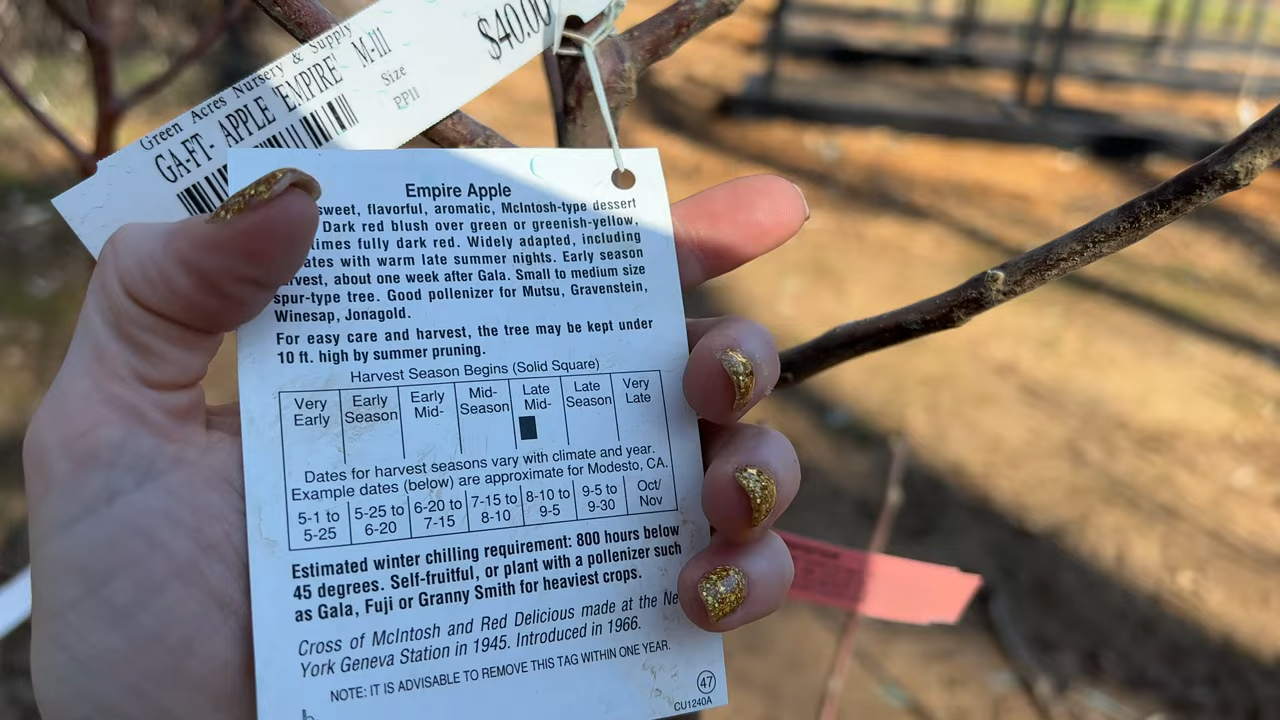 Green Acres Nursery & Supply
$40.00
GA-FT- APPLE 'EMPIRE' M-111
Size
EP11
Empire Apple
sweet, flavorful, aromatic, McIntosh-type dessert
Dark red blush over green or greenish-yellow,
times fully dark red. Widely adapted, including
ates with warm late summer nights. Early season
rvest, about one week after Gala. Small to medium size
spur-type tree. Good pollenizer for Mutsu, Gravenstein,
Winesap, Jonagold.
For easy care and harvest, the tree may be kept under
10 ft. high by summer pruning.
Harvest Season Begins (Solid Square)
Very Early Early Season Early Mid- Mid-Season Late Mid- Late Season Very Late
Dates for harvest seasons vary with climate and year.
Example dates (below) are approximate for Modesto, CA.
5-1 to 5-25 5-25 to 6-20 6-20 to 7-15 7-15 to 8-10 8-10 to 9-5 9-5 to 9-30 Oct/Nov
Estimated winter chilling requirement: 800 hours below
45 degrees. Self-fruitful, or plant with a pollenizer such
as Gala, Fuji or Granny Smith for heaviest crops.
Cross of McIntosh and Red Delicious made at the Ne
York Geneva Station in 1945. Introduced in 1966.
NOTE: IT IS ADVISABLE TO REMOVE THIS TAG WITHIN ONE YEAR.
47
CU1240A